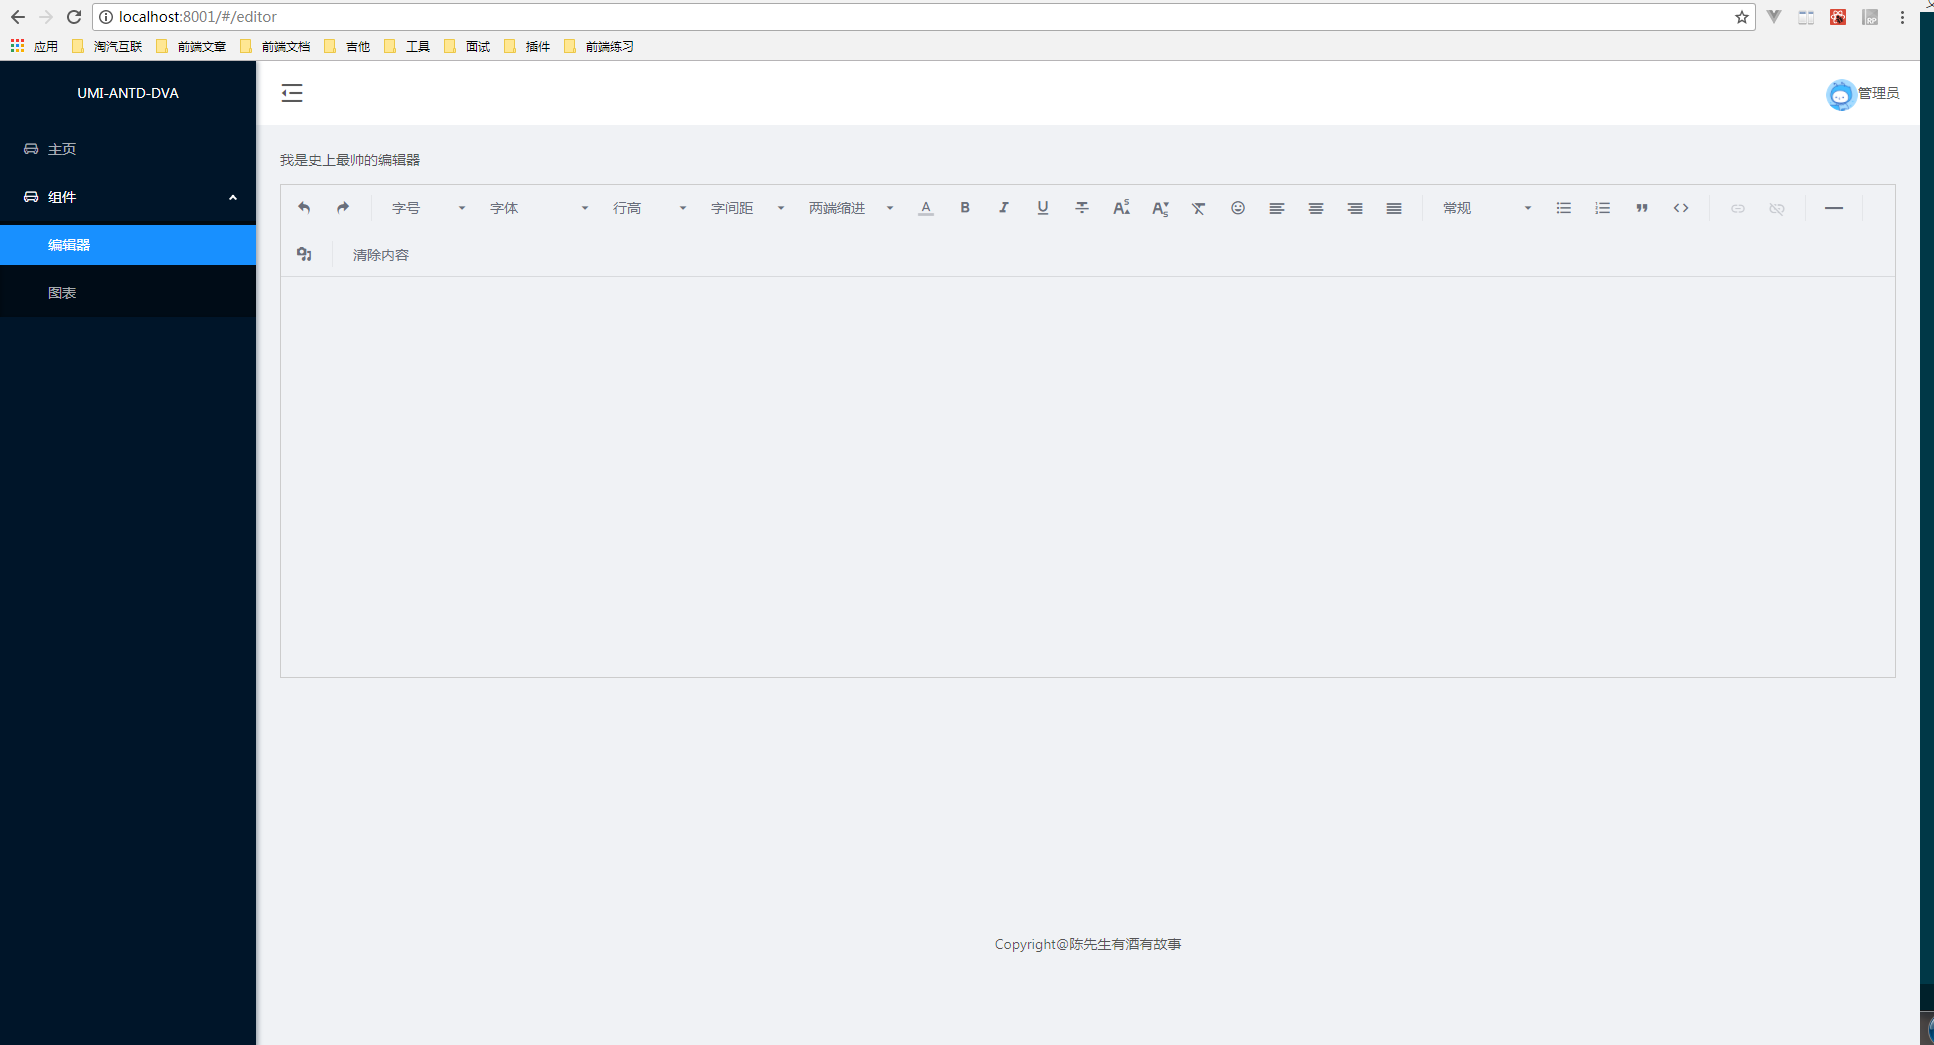 localhost:8001/#/editor
应用 淘汽互联 前端文章 前端文档 吉他 工具 面试 插件 前端练习
UMI-ANTD-DVA
管理员
主页
组件
编辑器
图表
我是史上最帅的编辑器
字号 字体 行高 字间距 两端缩进 常规
清除内容
Copyright@陈先生有酒有故事